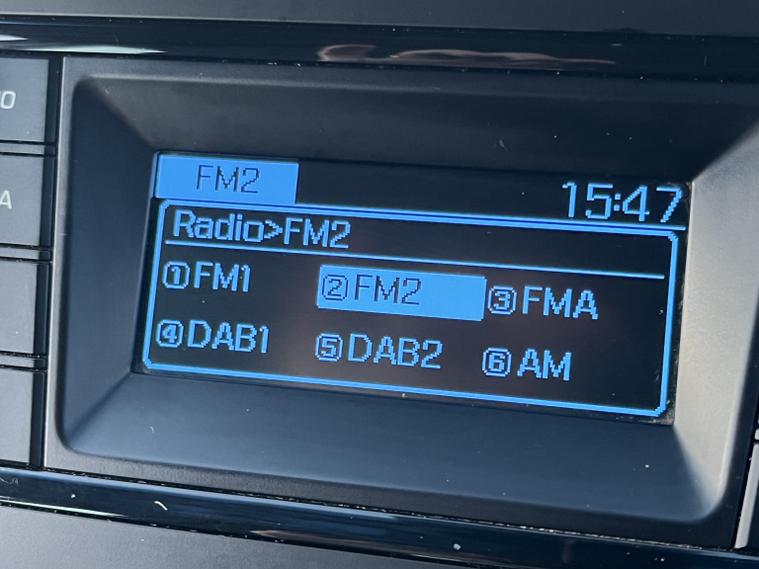 FM2 15:47
Radio>FM2
①FM1 ②FM2 ③FMA
④DAB1 ⑤DAB2 ⑥AM